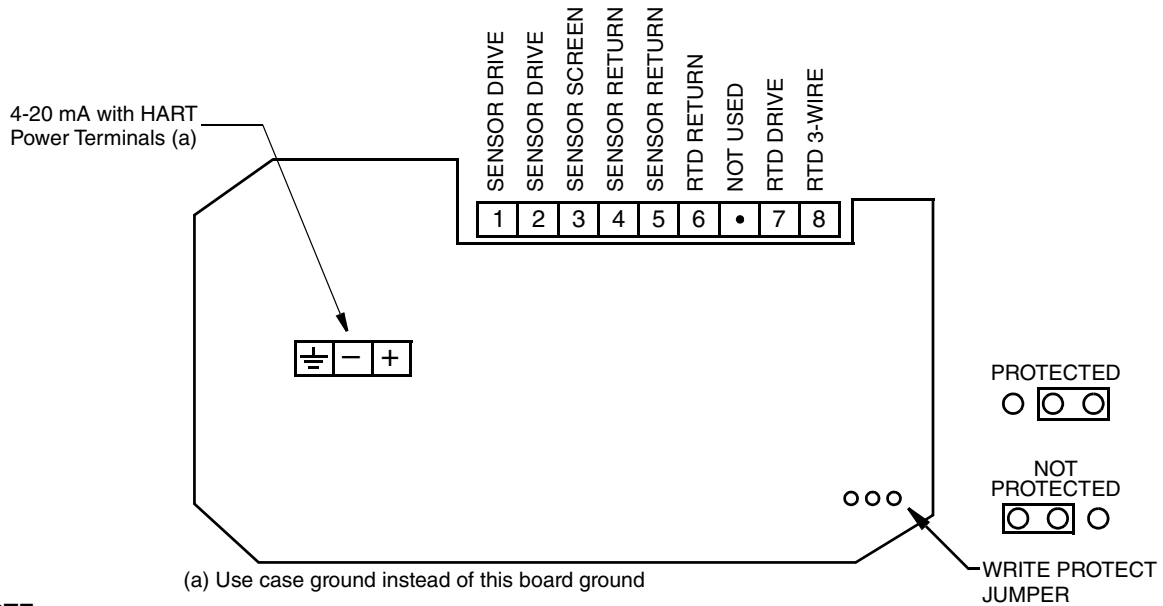 SENSOR DRIVE
SENSOR DRIVE
SENSOR SCREEN
SENSOR RETURN
SENSOR RETURN
RTD RETURN
NOT USED
RTD DRIVE
RTD 3-WIRE
4-20 mA with HART
Power Terminals (a)
1 2 3 4 5 6 • 7 8
− +
PROTECTED
NOT
PROTECTED
WRITE PROTECT
JUMPER
(a) Use case ground instead of this board ground